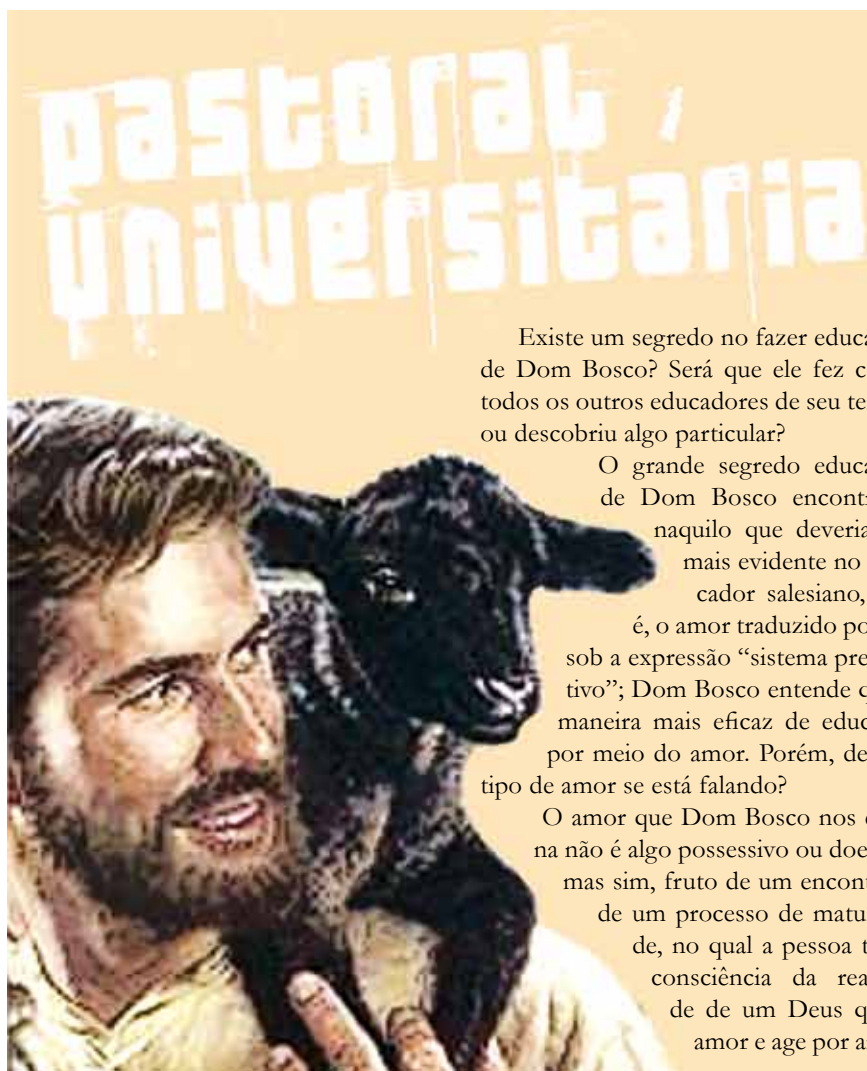 pastoral
universitária
Existe um segredo no fazer educa
de Dom Bosco? Será que ele fez c
todos os outros educadores de seu te
ou descobriu algo particular?
O grande segredo educa
de Dom Bosco encontr
naquilo que deveria
mais evidente no
cador salesiano,
é, o amor traduzido po
sob a expressão “sistema pre
tivo”; Dom Bosco entende q
maneira mais eficaz de educ
por meio do amor. Porém, de
tipo de amor se está falando?
O amor que Dom Bosco nos e
na não é algo possessivo ou doe
mas sim, fruto de um encont
de um processo de matu
de, no qual a pessoa t
consciência da rea
de de um Deus q
amor e age por a